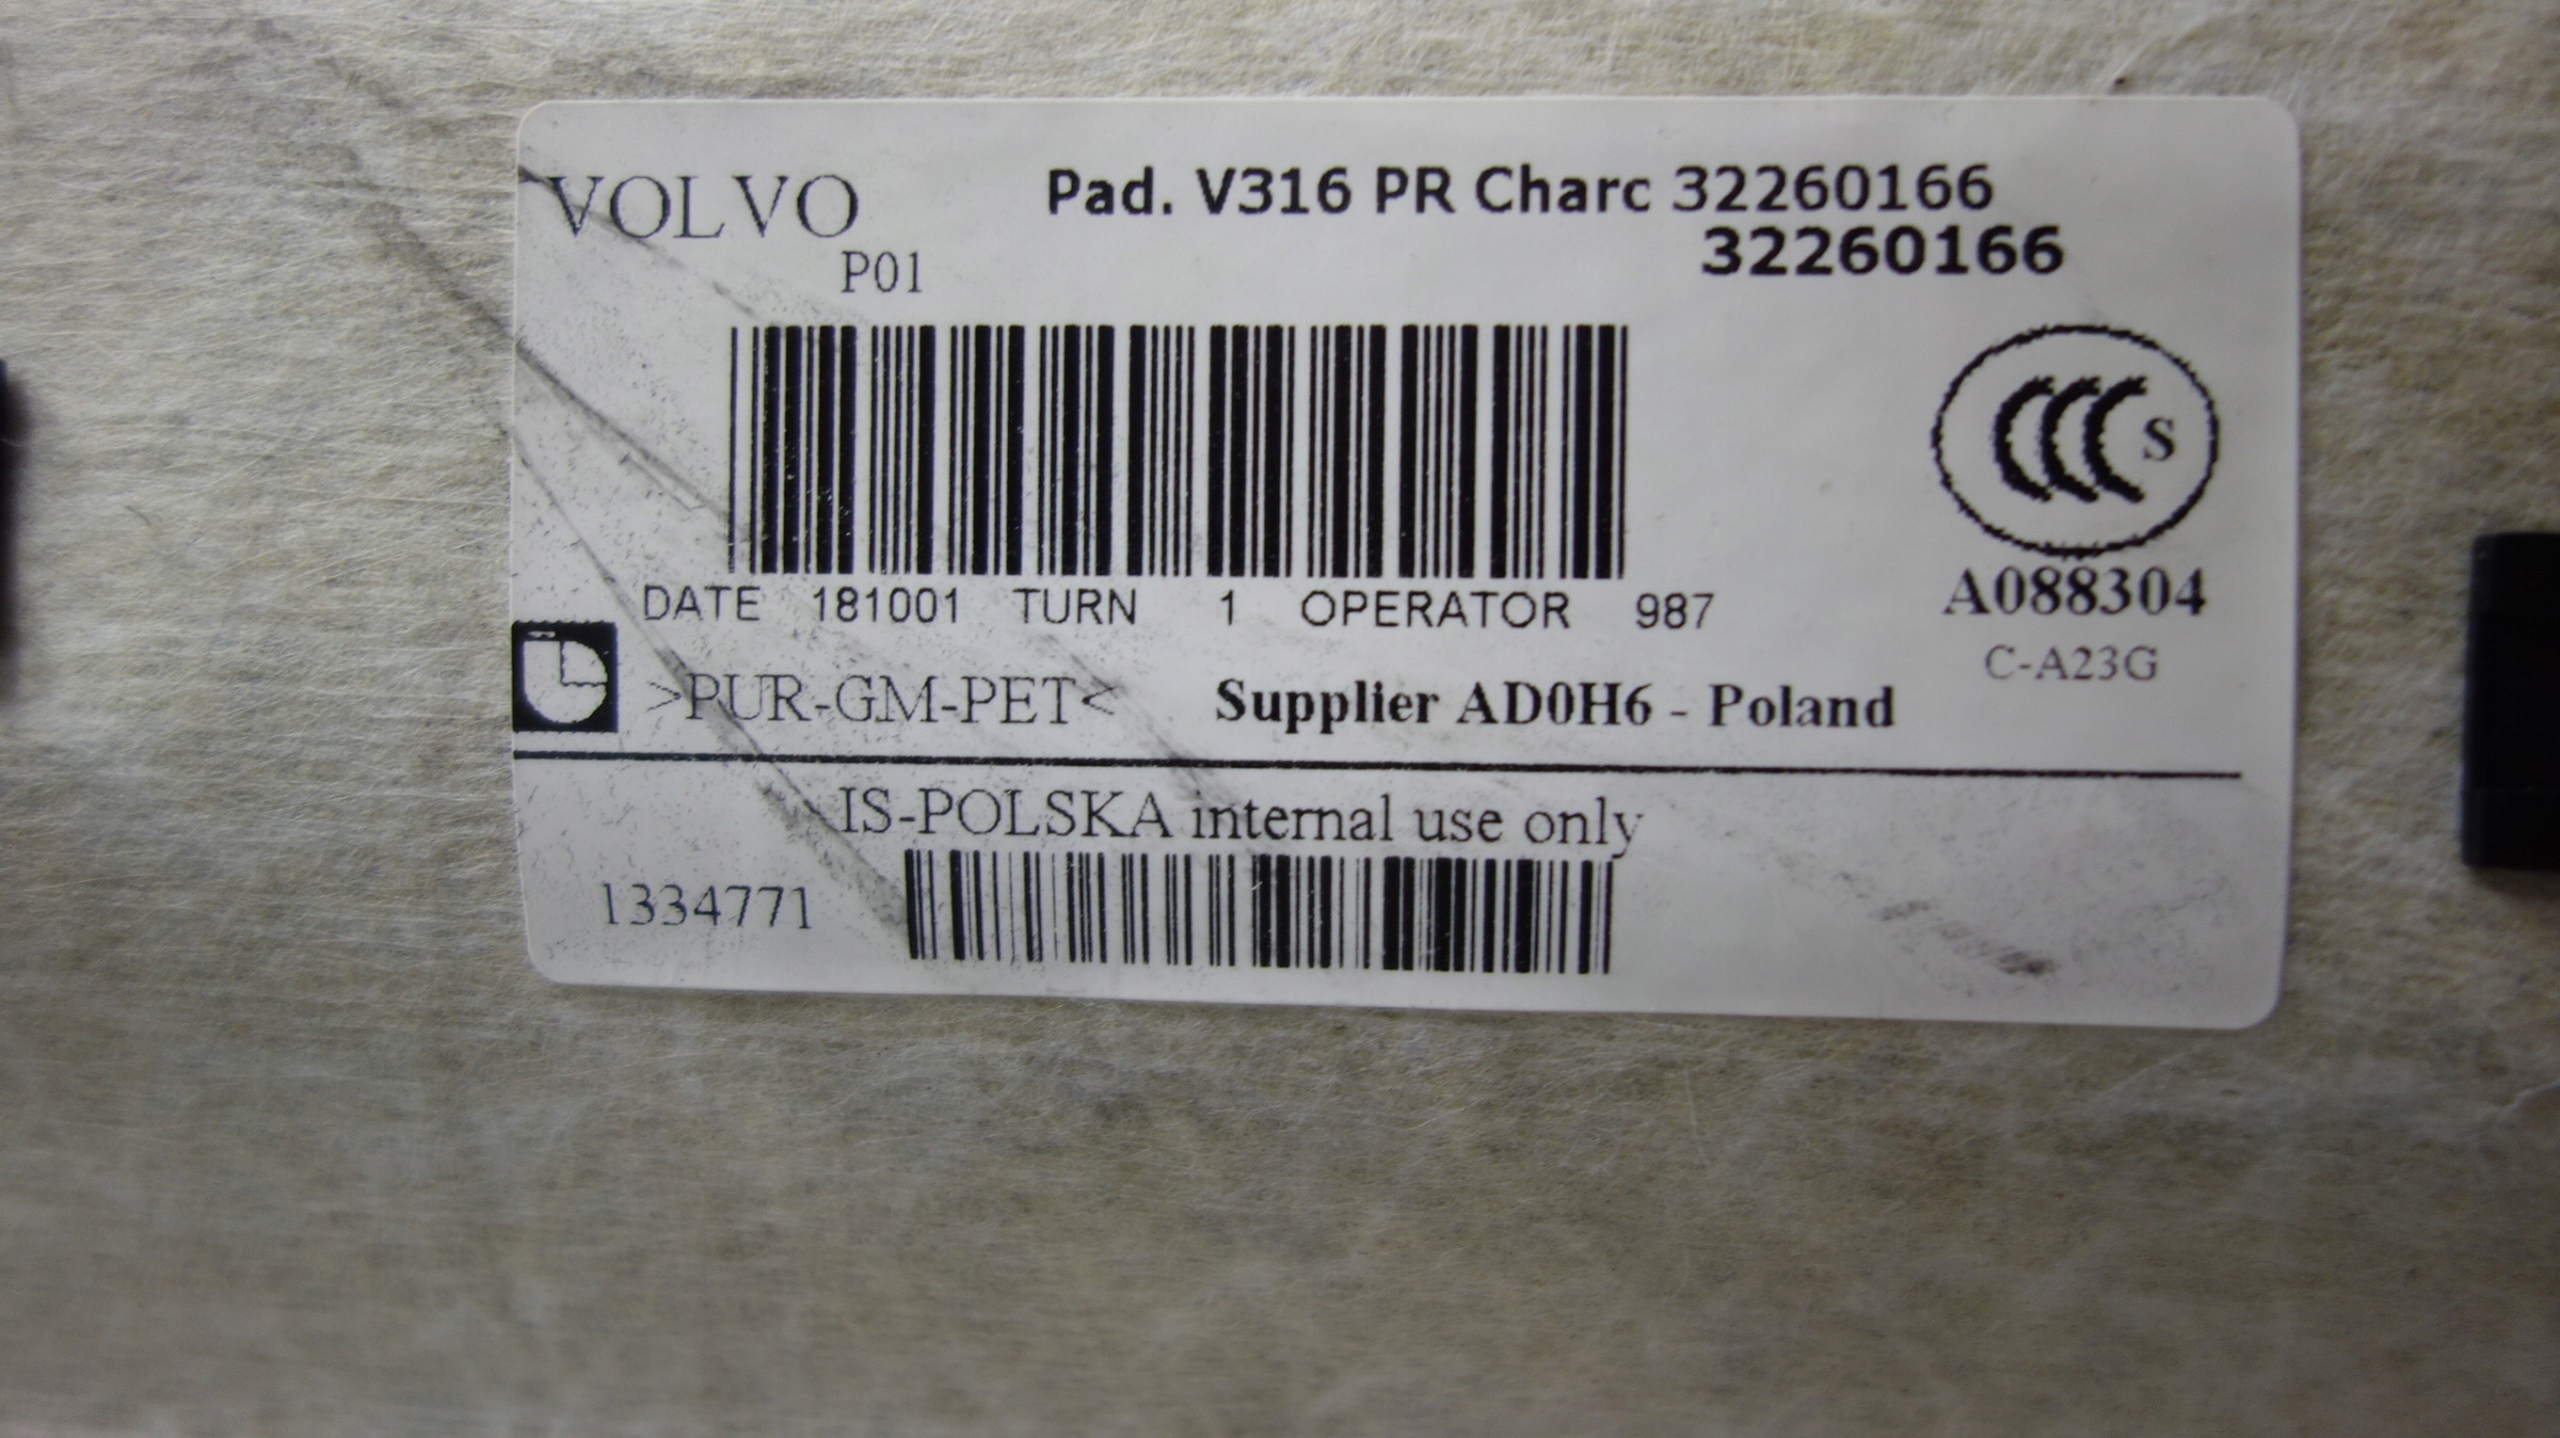 VOLVO
Pad. V316 PR Charc 32260166
P01
32260166
S
DATE 181001 TURN 1 OPERATOR 987
A088304
C-A23G
>PUR-GM-PET<
Supplier AD0H6 - Poland
IS-POLSKA internal use only
1334771